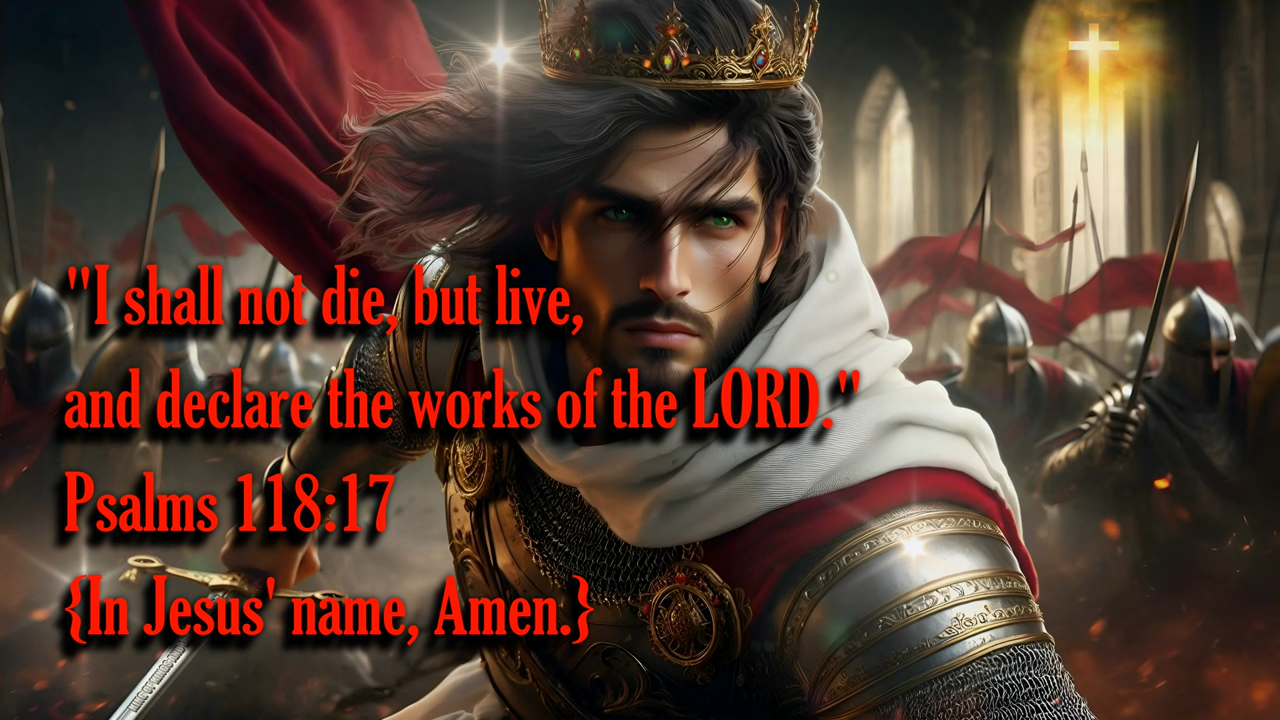 "I shall not die, but live,
and declare the works of the LORD."
Psalms 118:17
{In Jesus' name, Amen.}